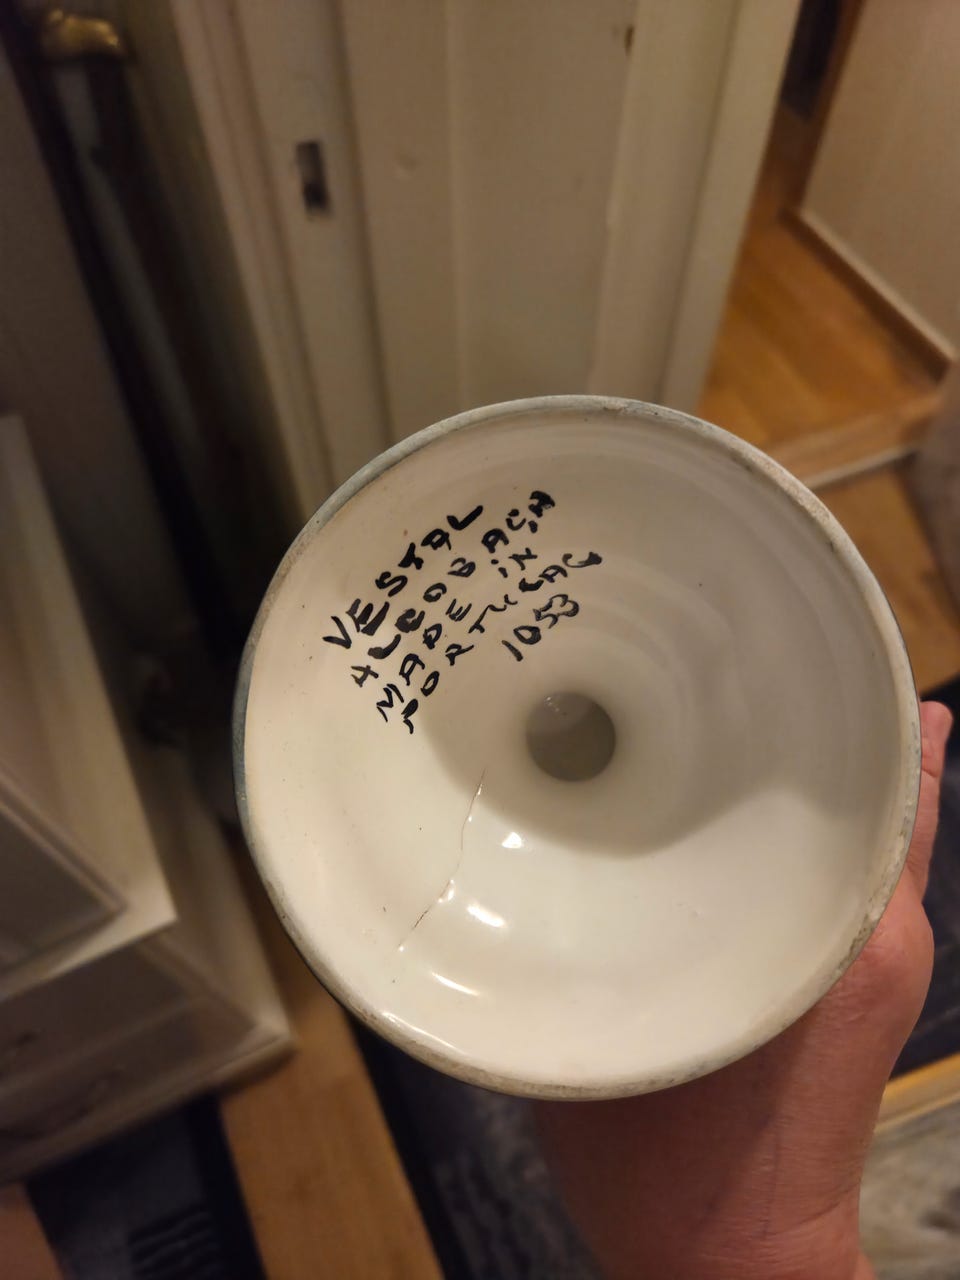 VESTAL
ALCOBAÇA
MADE IN
PORTUGAL
1053